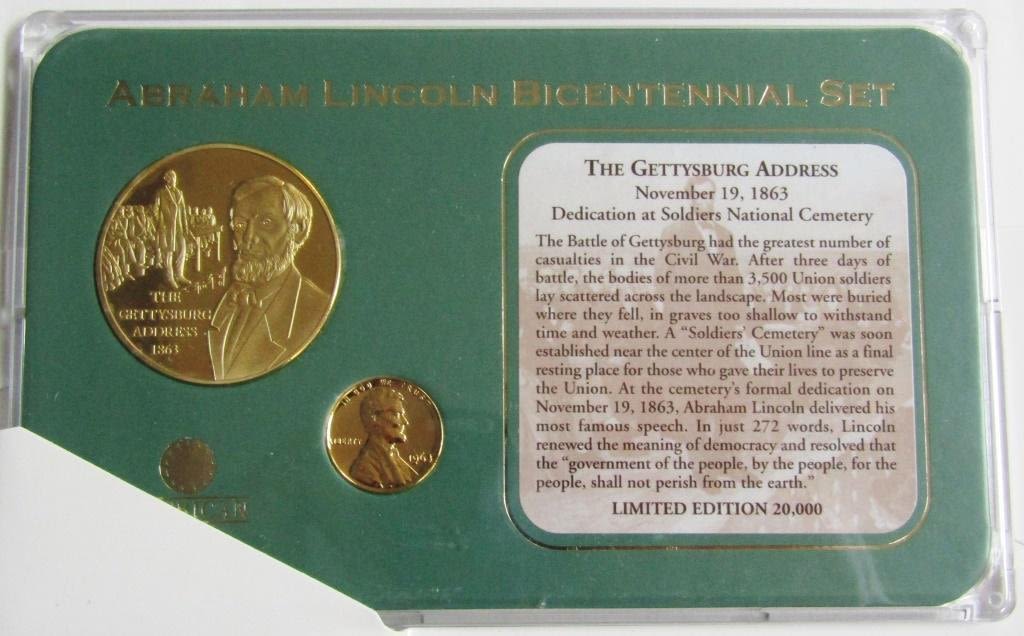 ABRAHAM LINCOLN BICENTENNIAL SET
THE
GETTYSBURG
ADDRESS
1863
IN GOD WE TRUST
LIBERTY
1963
THE GETTYSBURG ADDRESS
November 19, 1863
Dedication at Soldiers National Cemetery
The Battle of Gettysburg had the greatest number of
casualties in the Civil War. After three days of
battle, the bodies of more than 3,500 Union soldiers
lay scattered across the landscape. Most were buried
where they fell, in graves too shallow to withstand
time and weather. A “Soldiers’ Cemetery” was soon
established near the center of the Union line as a final
resting place for those who gave their lives to preserve
the Union. At the cemetery’s formal dedication on
November 19, 1863, Abraham Lincoln delivered his
most famous speech. In just 272 words, Lincoln
renewed the meaning of democracy and resolved that
the “government of the people, by the people, for the
people, shall not perish from the earth.”
LIMITED EDITION 20,000